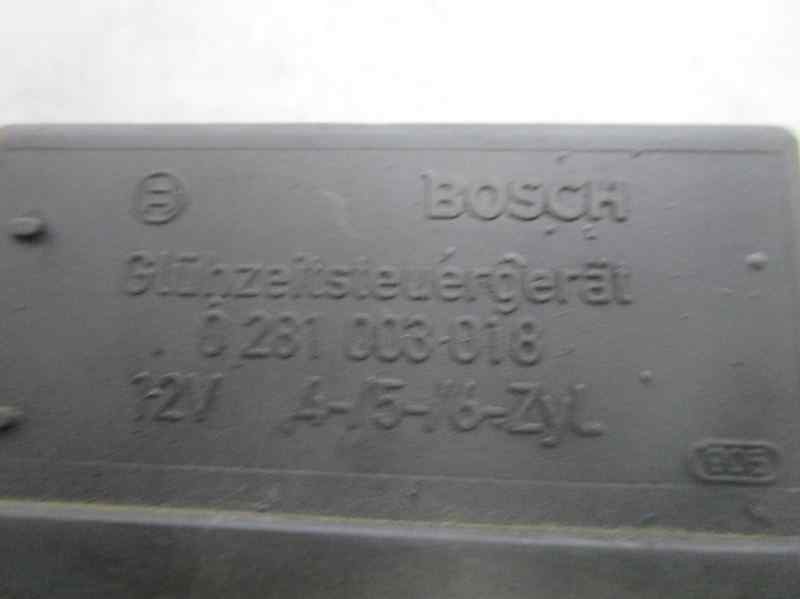 BOSCH
Glühzeitsteuergerät
0 281 003 018
12V 4-/5-/6-Zyl.